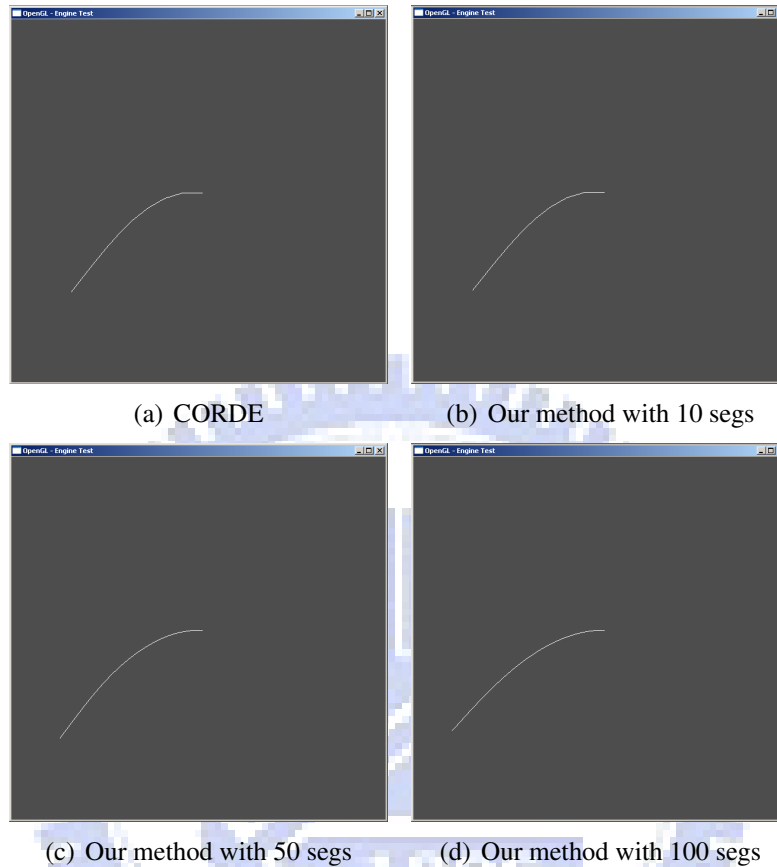 OpenGL - Engine Test
OpenGL - Engine Test
(a) CORDE
(b) Our method with 10 segs
OpenGL - Engine Test
OpenGL - Engine Test
(c) Our method with 50 segs
(d) Our method with 100 segs